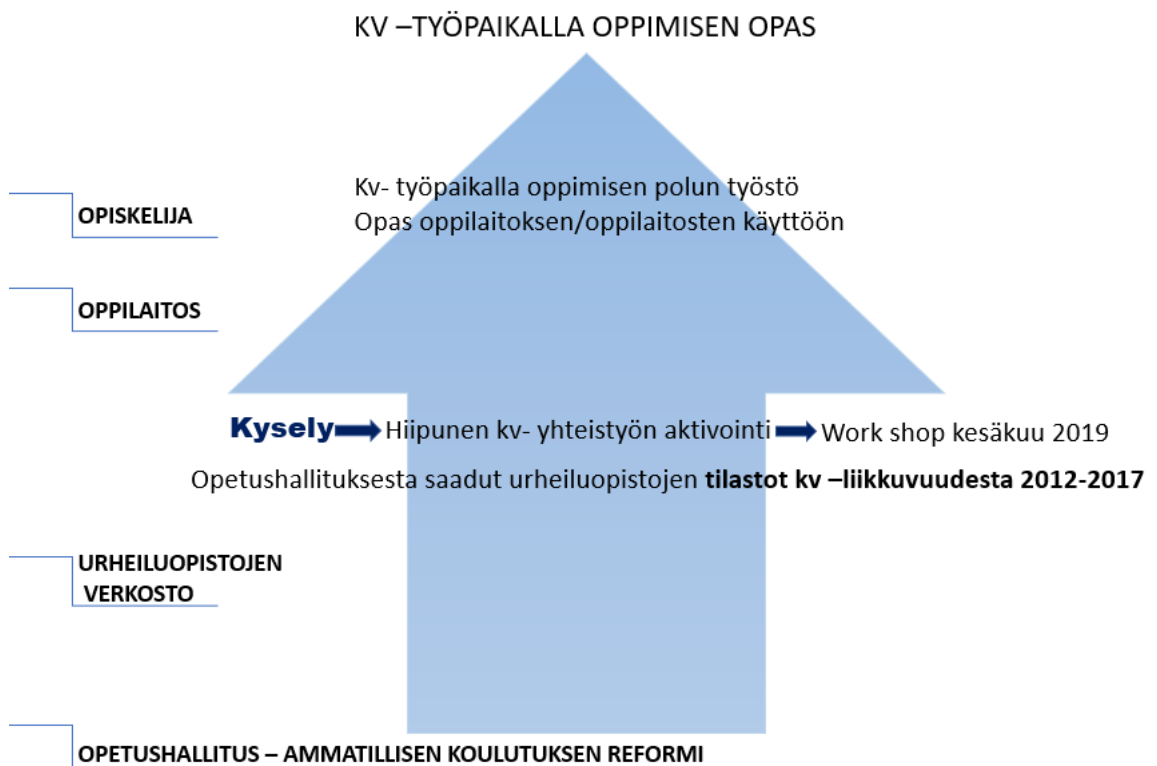 KV –TYÖPAIKALLA OPPIMISEN OPAS
Kv- työpaikalla oppimisen polun työstö
OPISKELIJA
Opas oppilaitoksen/oppilaitosten käyttöön
OPPILAITOS
Kysely Hiipunen kv- yhteistyön aktivointi Work shop kesäkuu 2019
Opetushallituksesta saadut urheiluopistojen tilastot kv –liikkuvuudesta 2012-2017
URHEILUOPISTOJEN
VERKOSTO
OPETUSHALLITUS – AMMATILLISEN KOULUTUKSEN REFORMI